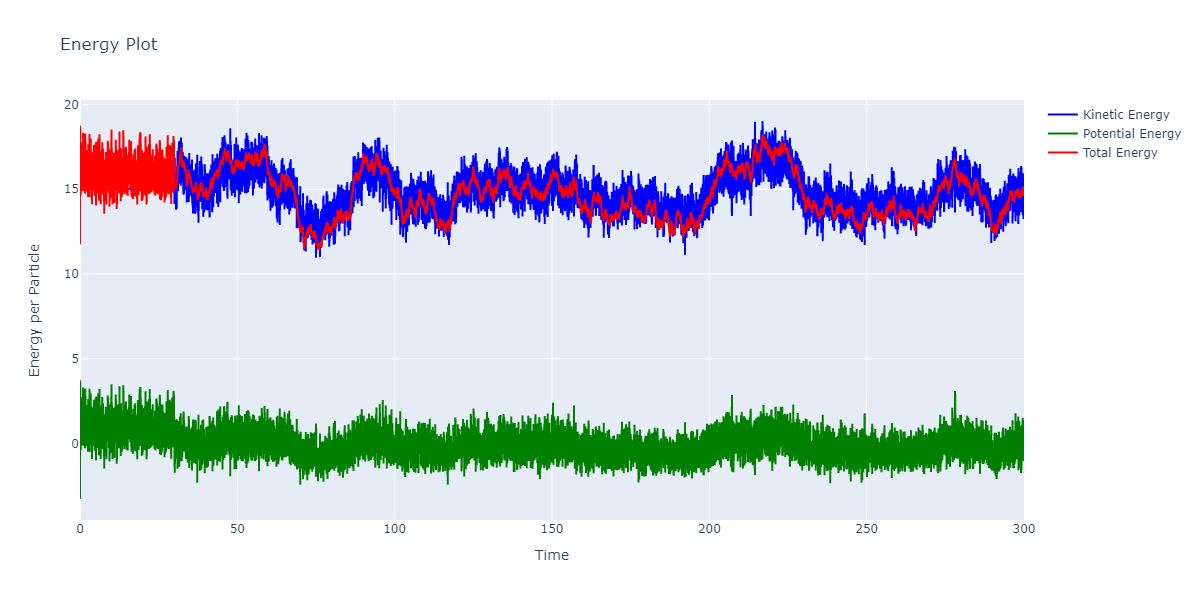 Energy Plot
20
15
10
5
0
0 50 100 150 200 250 300
Time
Energy per Particle
Kinetic Energy
Potential Energy
Total Energy